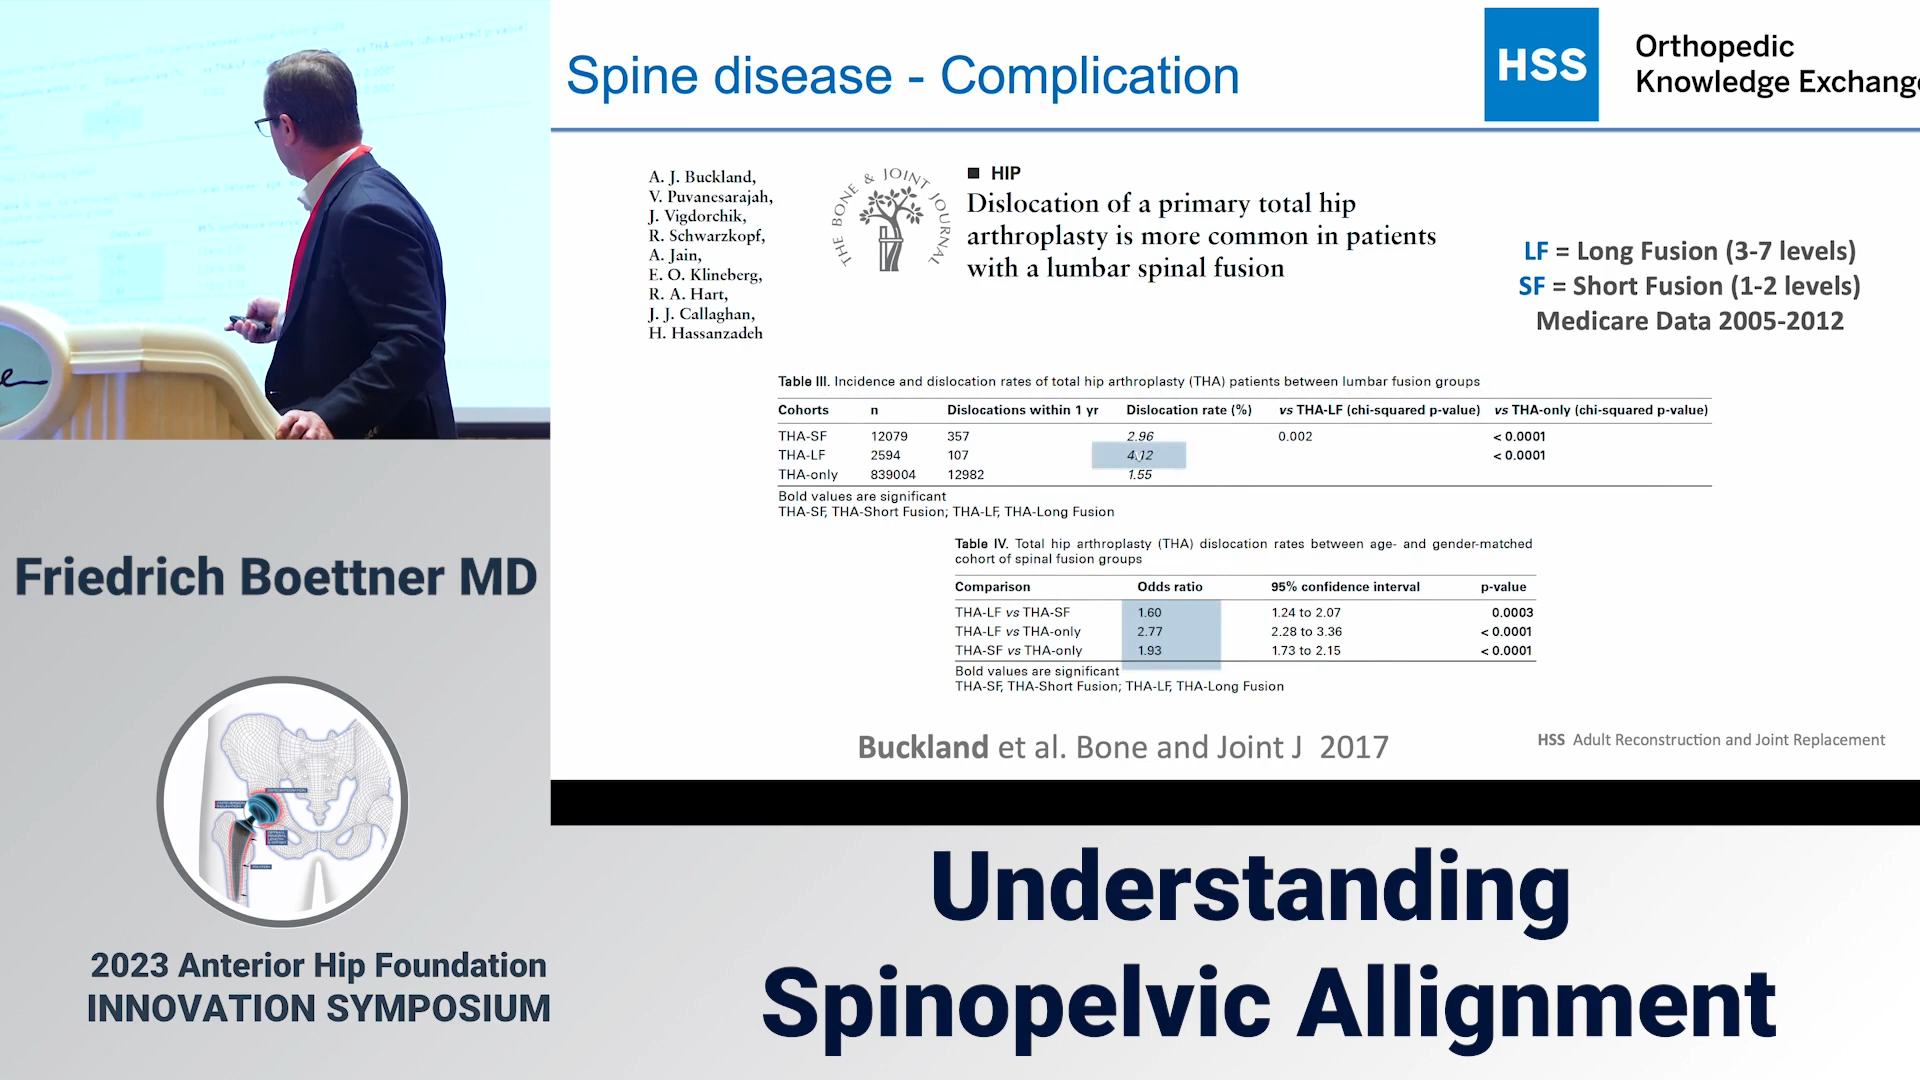 Spine disease - Complication
HSS
Orthopedic
Knowledge Exchange
A. J. Buckland,
V. Puvanesarajah,
J. Vigdorchik,
R. Schwarzkopf,
A. Jain,
E. O. Klineberg,
R. A. Hart,
J. J. Callaghan,
H. Hassanzadeh
THE BONE & JOINT JOURNAL
■ HIP
Dislocation of a primary total hip
arthroplasty is more common in patients
with a lumbar spinal fusion
LF = Long Fusion (3-7 levels)
SF = Short Fusion (1-2 levels)
Medicare Data 2005-2012
Table III. Incidence and dislocation rates of total hip arthroplasty (THA) patients between lumbar fusion groups
Cohorts n Dislocations within 1 yr Dislocation rate (%) vs THA-LF (chi-squared p-value) vs THA-only (chi-squared p-value)
THA-SF 12079 357 2.96 0.002 < 0.0001
THA-LF 2594 107 4.12 < 0.0001
THA-only 839004 12982 1.55
Bold values are significant
THA-SF, THA-Short Fusion; THA-LF, THA-Long Fusion
Table IV. Total hip arthroplasty (THA) dislocation rates between age- and gender-matched
cohort of spinal fusion groups
Comparison Odds ratio 95% confidence interval p-value
THA-LF vs THA-SF 1.60 1.24 to 2.07 0.0003
THA-LF vs THA-only 2.77 2.28 to 3.36 < 0.0001
THA-SF vs THA-only 1.93 1.73 to 2.15 < 0.0001
Bold values are significant
THA-SF, THA-Short Fusion; THA-LF, THA-Long Fusion
Buckland et al. Bone and Joint J 2017
HSS Adult Reconstruction and Joint Replacement
Friedrich Boettner MD
2023 Anterior Hip Foundation
INNOVATION SYMPOSIUM
Understanding
Spinopelvic Allignment